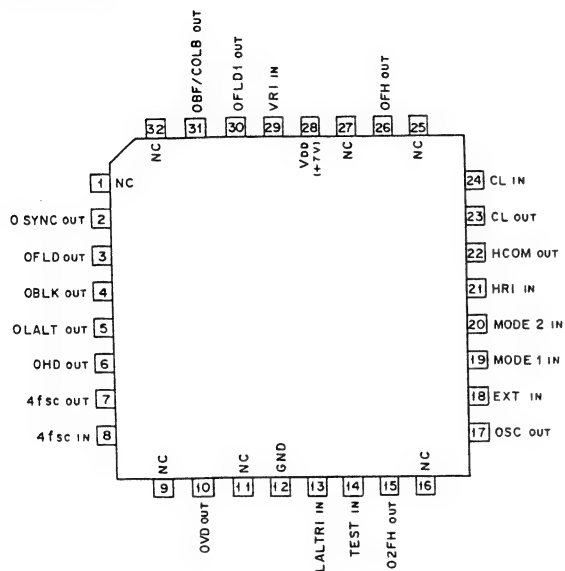 OBF/COLB OUT
OFLD1 OUT
VRI IN
OFH OUT
32 31 30 29 28 27 26 25
NC
VDD
(+7V)
NC
NC
1 NC
O SYNC OUT 2
OFLD OUT 3
OBLK OUT 4
OLALT OUT 5
OHD OUT 6
4fsc OUT 7
4fsc IN 8
24 CL IN
23 CL OUT
22 HCOM OUT
21 HRI IN
20 MODE 2 IN
19 MODE 1 IN
18 EXT IN
17 OSC OUT
NC
NC
GND
NC
9 10 11 12 13 14 15 16
OVD OUT
LALTRI IN
TEST IN
O2FH OUT